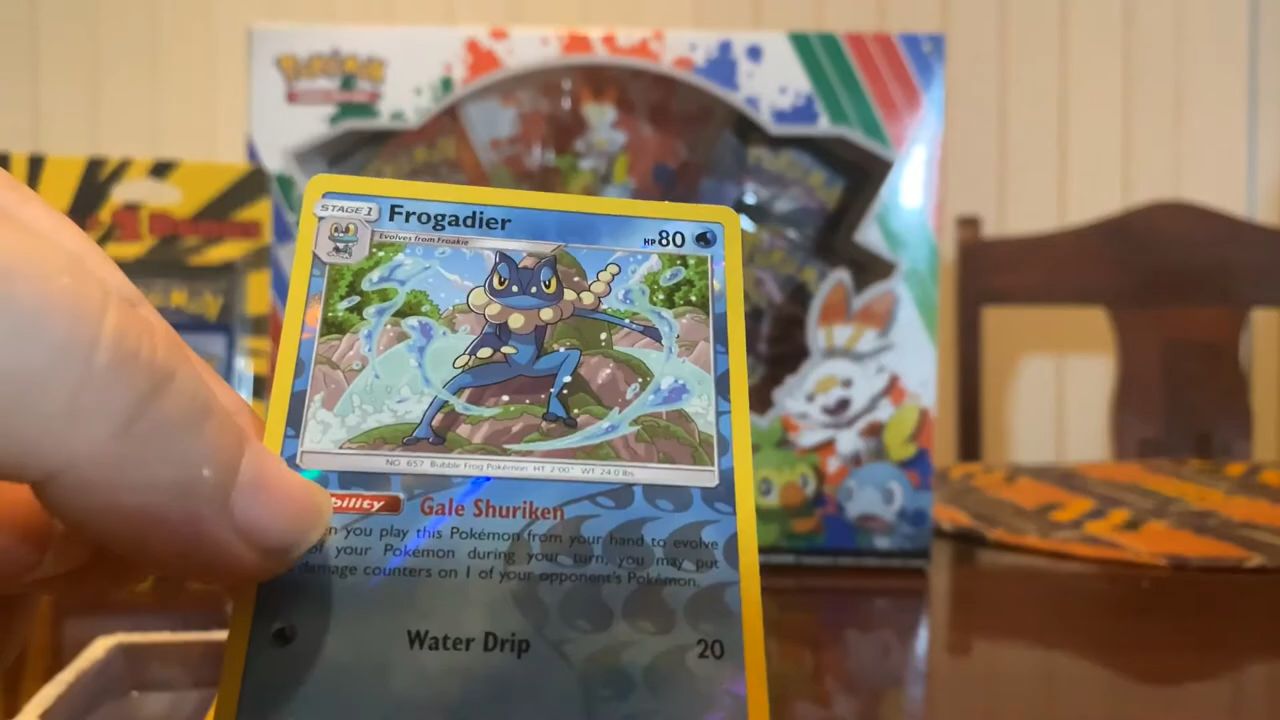 Pokémon
STAGE 1
Frogadier
HP 80
Evolves from Froakie
NO. 657 Bubble Frog Pokémon HT 2'00" WT 24.0 lbs
bility
Gale Shuriken
n you play this Pokémon from your hand to evolve
of your Pokémon during your turn, you may put
damage counters on 1 of your opponent's Pokémon.
Water Drip
20